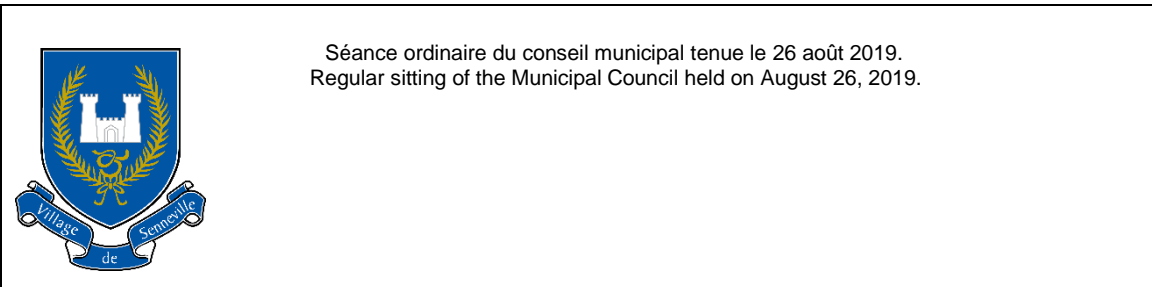 Séance ordinaire du conseil municipal tenue le 26 août 2019.
Regular sitting of the Municipal Council held on August 26, 2019.
Village
de
Senneville